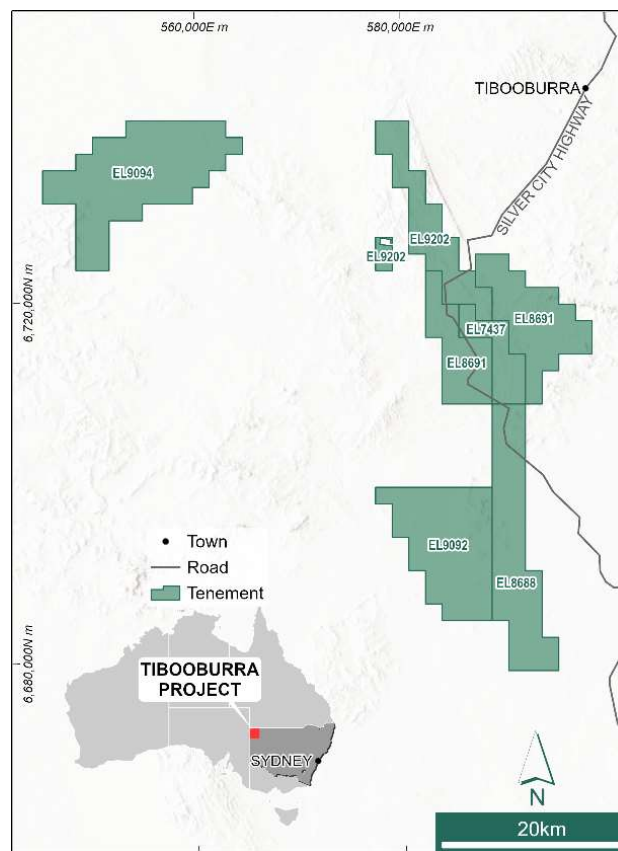 560,000E m
580,000E m
TIBOOBURRA
SILVER CITY HIGHWAY
EL9094
EL9202
EL9202
6,720,000N m
EL7437
EL8691
EL8691
EL9092
EL8688
Town
Road
Tenement
6,680,000N m
TIBOOBURRA
PROJECT
SYDNEY
N
20km